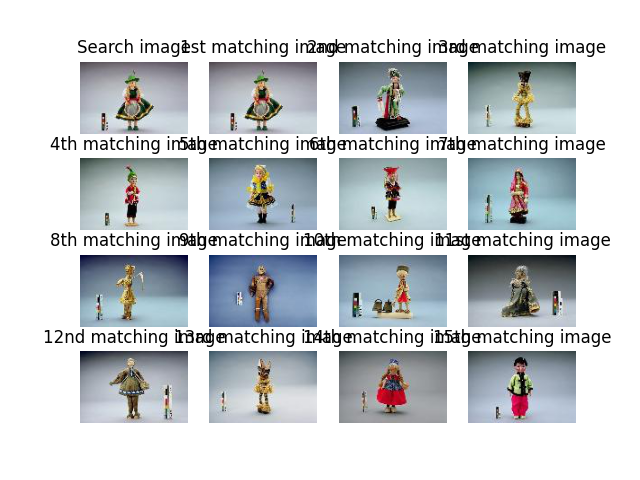 Search image 1st matching image 2nd matching image 3rd matching image
4th matching image 5th matching image 6th matching image 7th matching image
8th matching image 9th matching image 10th matching image 11st matching image
12nd matching image 13rd matching image 14th matching image 15th matching image